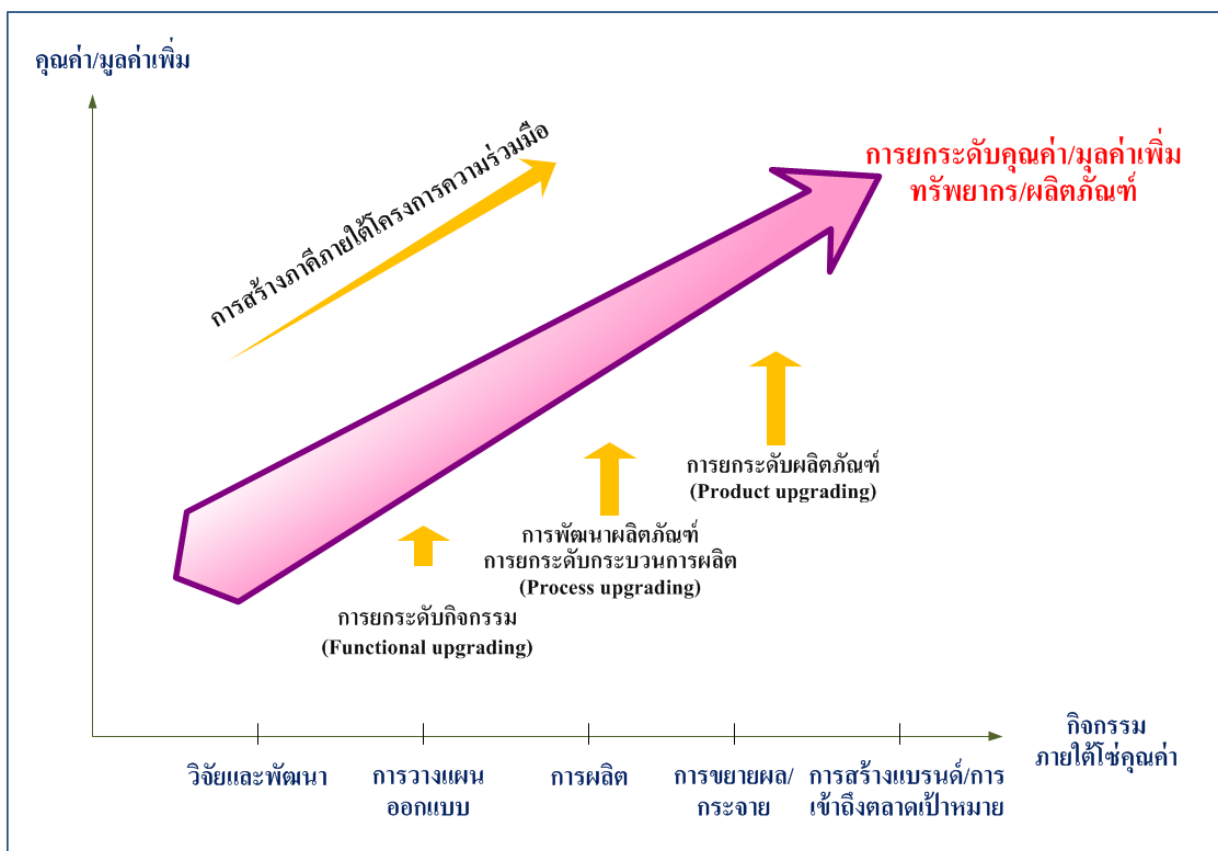 คุณค่า/มูลค่าเพิ่ม
การสร้างภาคีภายใต้โครงการความร่วมมือ
การยกระดับคุณค่า/มูลค่าเพิ่ม
ทรัพยากร/ผลิตภัณฑ์
การยกระดับผลิตภัณฑ์
(Product upgrading)
การพัฒนาผลิตภัณฑ์
การยกระดับกระบวนการผลิต
(Process upgrading)
การยกระดับกิจกรรม
(Functional upgrading)
กิจกรรม
ภายใต้โซ่คุณค่า
วิจัยและพัฒนา
การวางแผน
ออกแบบ
การผลิต
การขยายผล/
กระจาย
การสร้างแบรนด์/การ
เข้าถึงตลาดเป้าหมาย